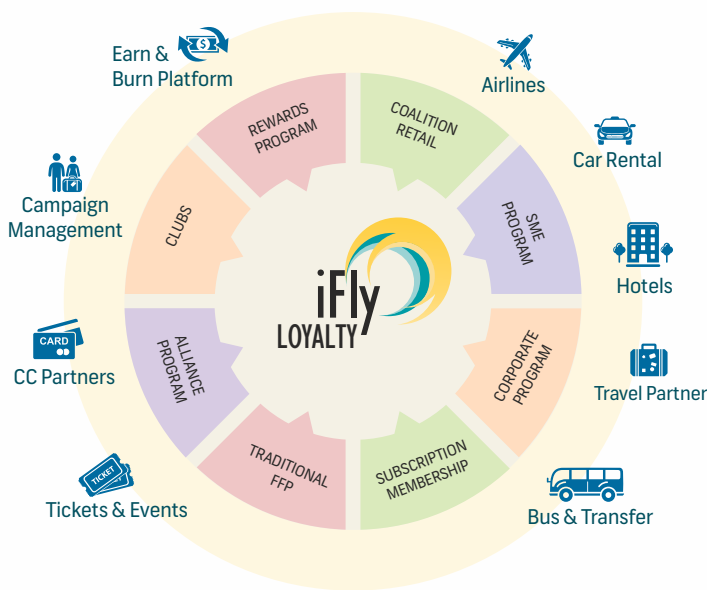 Earn &
Burn Platform
Airlines
Car Rental
Hotels
Travel Partner
Bus & Transfer
Tickets & Events
TICKET
CC Partners
CARD
Campaign
Management
REWARDS
PROGRAM
COALITION
RETAIL
SME
PROGRAM
CORPORATE
PROGRAM
SUBSCRIPTION
MEMBERSHIP
TRADITIONAL
FFP
ALLIANCE
PROGRAM
CLUBS
iFly
LOYALTY